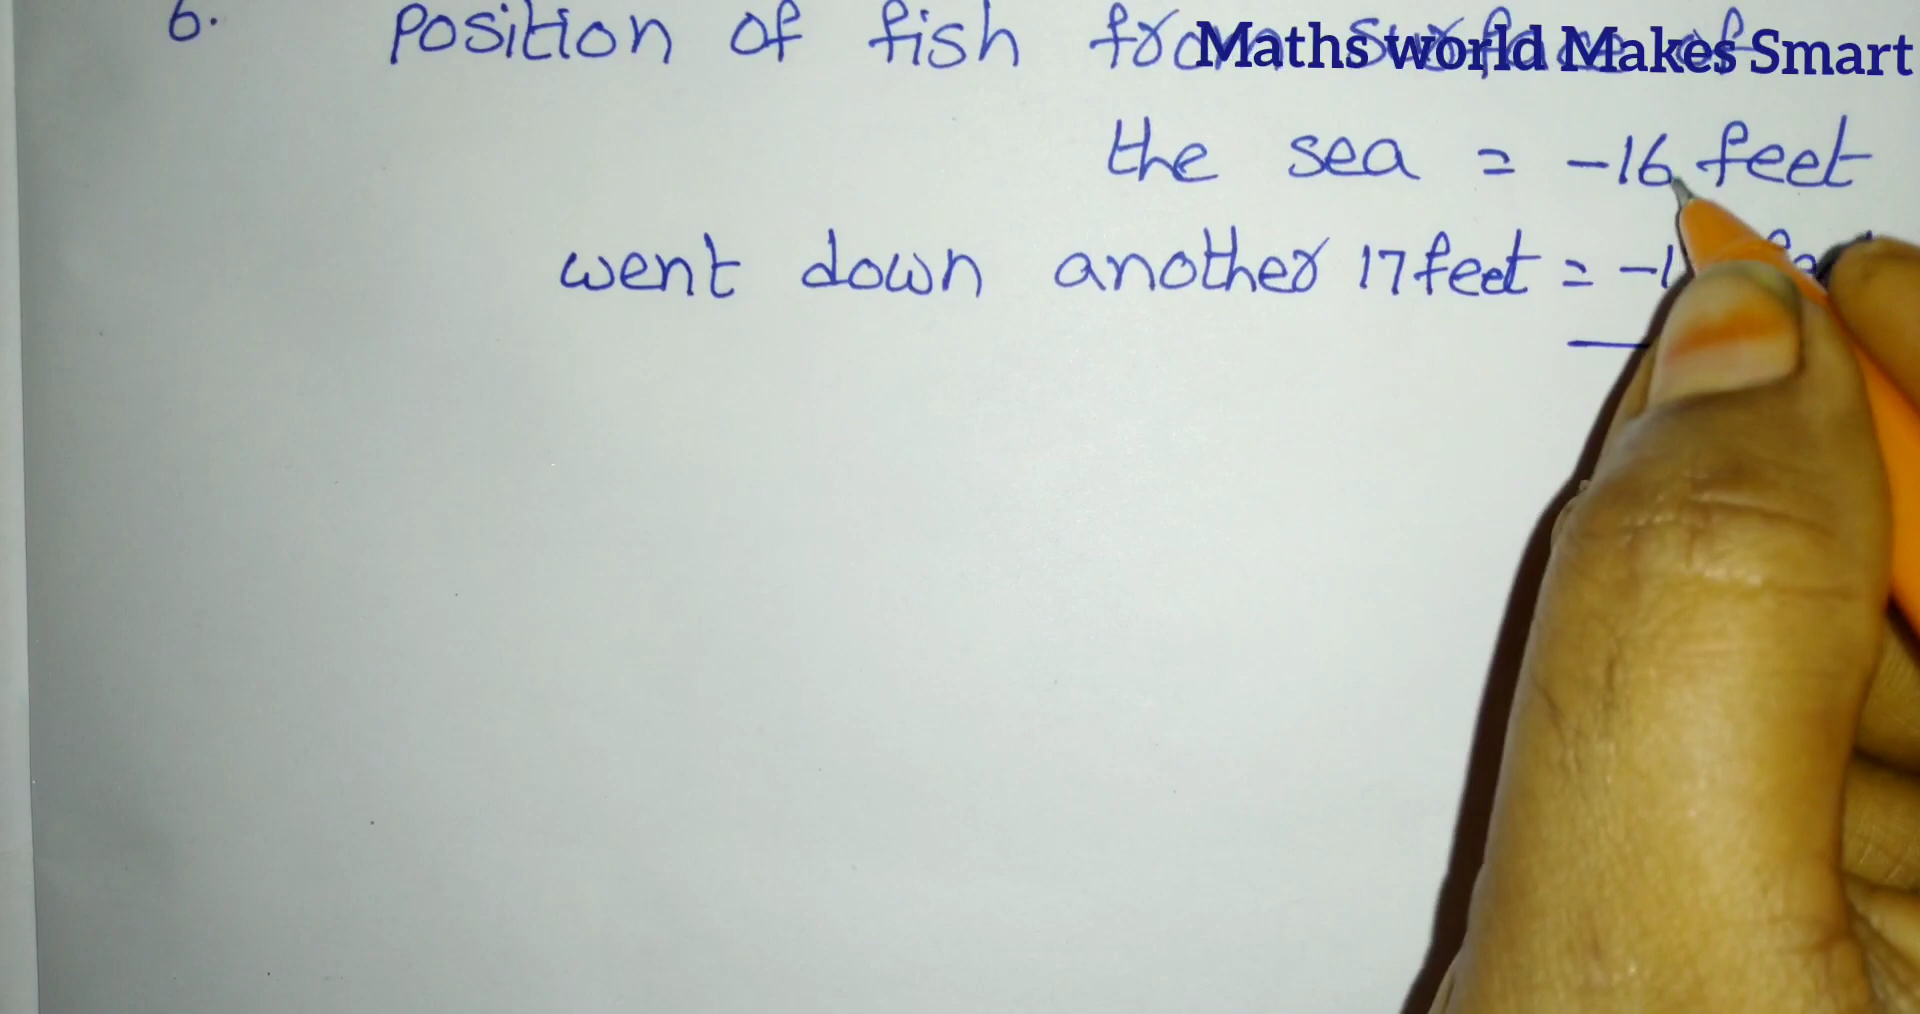 6. Position of fish from surface of
Maths world Makes Smart
the sea = -16 feet
went down another 17 feet = -1